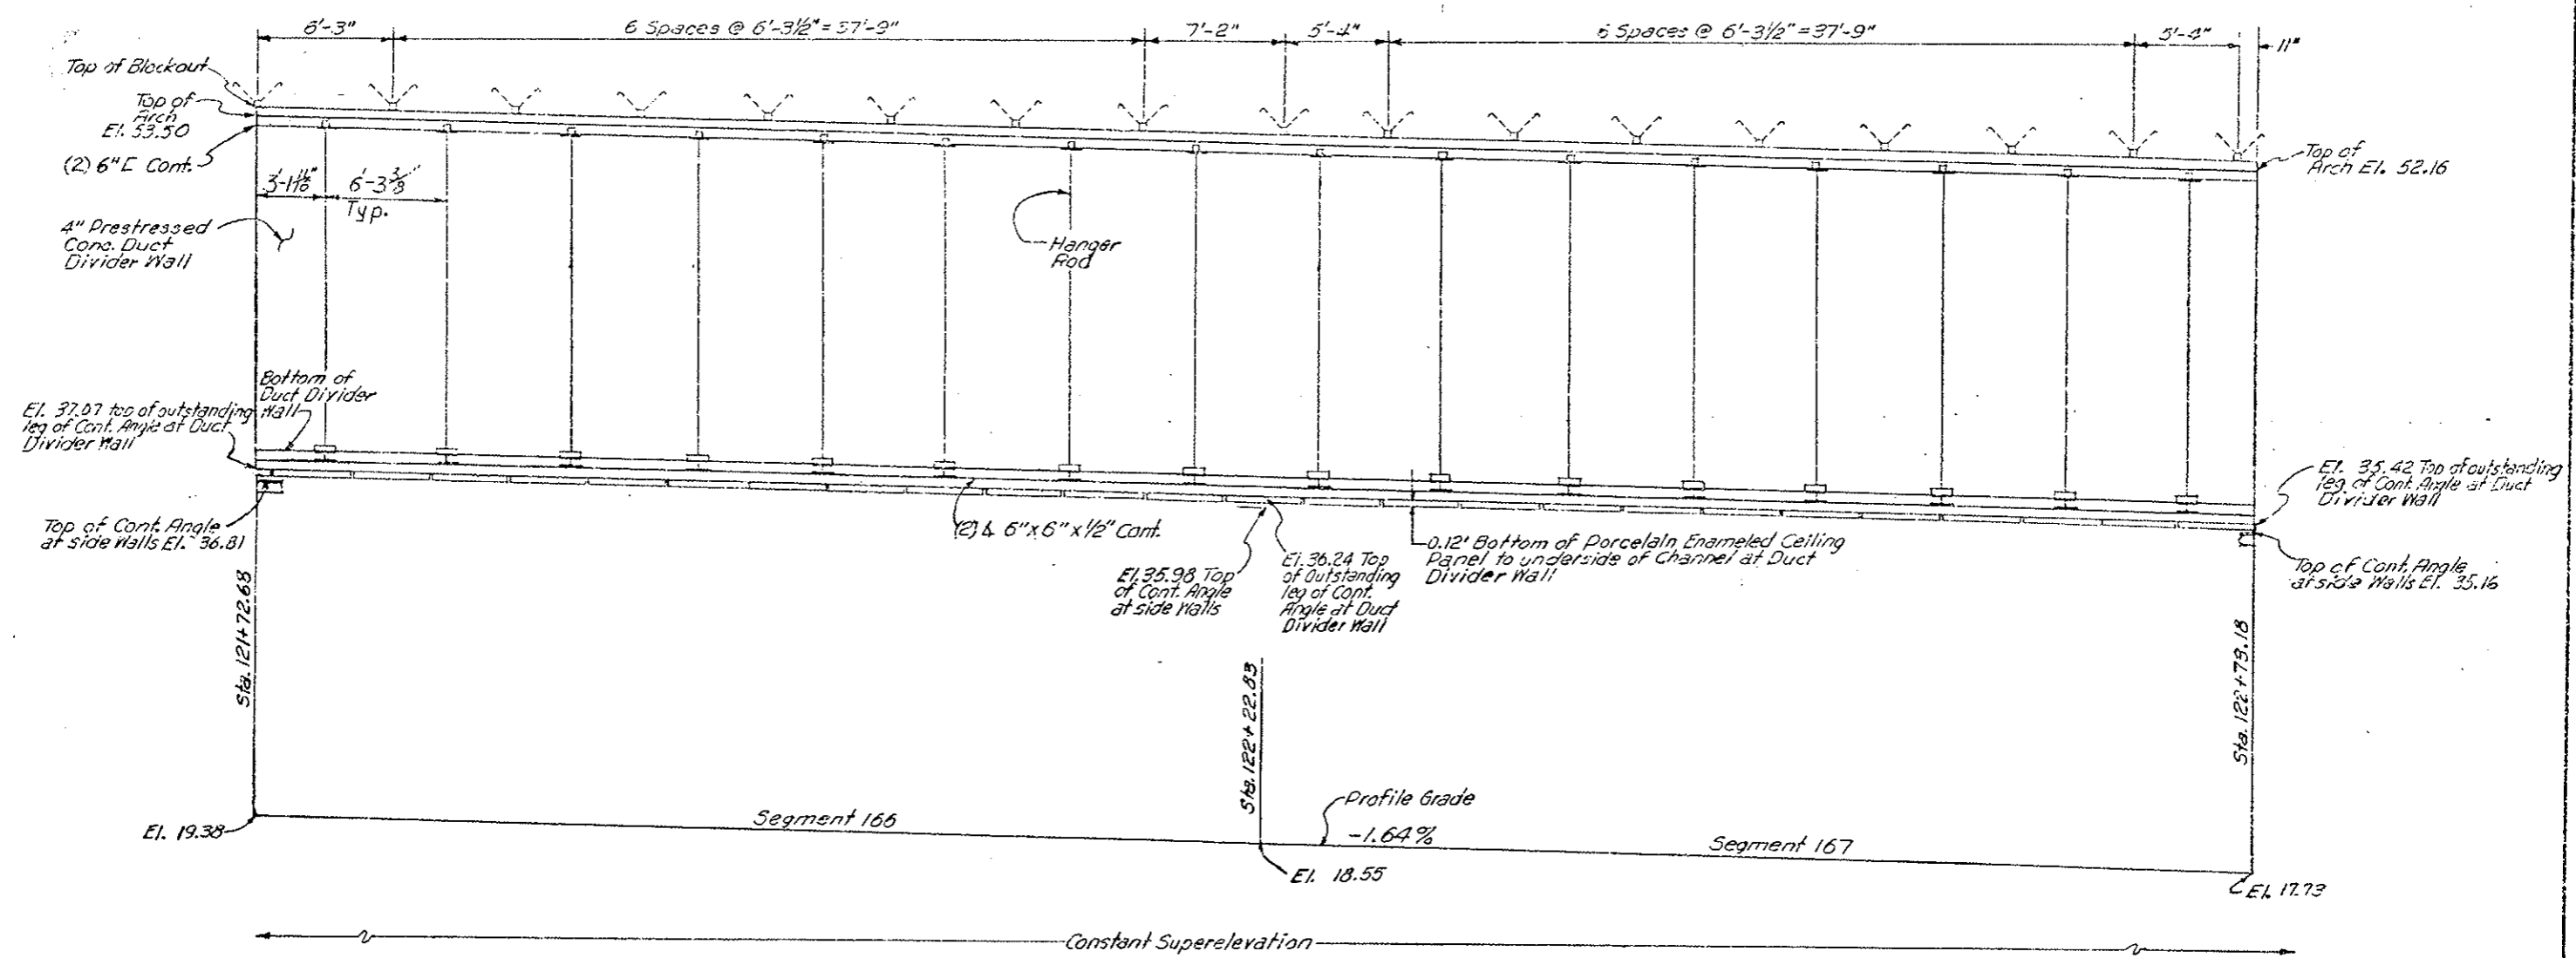 6'-3"
6 Spaces @ 6'-3½" = 37'-9"
7'-2"
5'-4"
6 Spaces @ 6'-3½" = 37'-9"
5'-4"
11"
Top of Blockout
Top of
Arch
El. 53.50
(2) 6" [ Cont.
3'-1 11/16"
6'-3 3/8"
Typ.
4" Prestressed
Conc. Duct
Divider Wall
Hanger
Rod
Top of
Arch El. 52.16
Bottom of
Duct Divider
Wall
El. 37.07 top of outstanding
leg of Cont. Angle at Duct
Divider Wall
Top of Cont. Angle
at side Walls El. 36.81
(2) ∠ 6" x 6" x ½" Cont.
El. 35.98 Top
of Cont. Angle
at side Walls
El. 36.24 Top
of Outstanding
leg of Cont.
Angle at Duct
Divider Wall
0.12' Bottom of Porcelain Enameled Ceiling
Panel to underside of Channel at Duct
Divider Wall
El. 35.42 Top of outstanding
leg of Cont. Angle at Duct
Divider Wall
Top of Cont. Angle
at side Walls El. 35.16
Sta. 121+72.68
Sta. 122+22.83
Sta. 122+73.18
El. 19.38
Segment 166
Profile Grade
-1.64%
Segment 167
El. 18.55
El. 17.73
Constant Superelevation